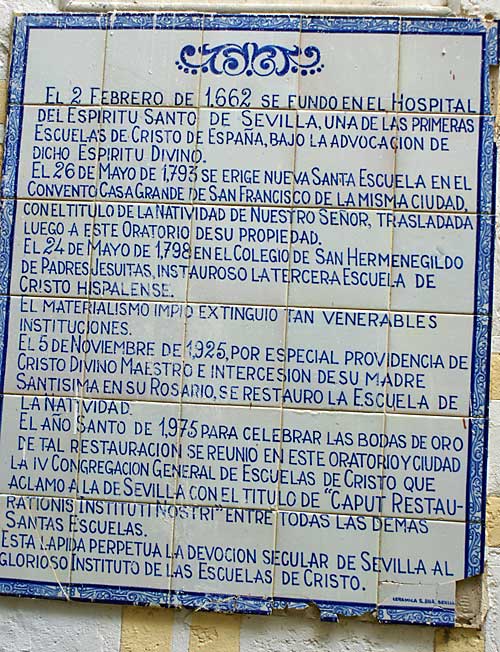 EL 2 FEBRERO DE 1.662 SE FUNDO EN EL HOSPITAL
DEL ESPIRITU SANTO DE SEVILLA, UNA DE LAS PRIMERAS
ESCUELAS DE CRISTO DE ESPAÑA, BAJO LA ADVOCACION DE
DICHO ESPIRITU DIVINO.
EL 26 DE MAYO DE 1,793 SE ERIGE NUEVA SANTA ESCUELA EN EL
CONVENTO CASA GRANDE DE SAN FRANCISCO DE LA MISMA CIUDAD,
CON EL TITULO DE LA NATIVIDAD DE NUESTRO SEÑOR, TRASLADADA
LUEGO A ESTE ORATORIO DE SU PROPIEDAD.
EL 24 DE MAYO DE 1,798 EN EL COLEGIO DE SAN HERMENEGILDO
DE PADRES JESUITAS, INSTAUROSO LA TERCERA ESCUELA DE
CRISTO HISPALENSE.
EL MATERIALISMO IMPIO EXTINGUIO TAN VENERABLES
INSTITUCIONES.
EL 5 DE NOVIEMBRE DE 1,925, POR ESPECIAL PROVIDENCIA DE
CRISTO DIVINO MAESTRO E INTERCESION DE SU MADRE
SANTISIMA EN SU ROSARIO, SE RESTAURO LA ESCUELA DE
LA NATIVIDAD.
EL AÑO SANTO DE 1,975 PARA CELEBRAR LAS BODAS DE ORO
DE TAL RESTAURACION SE REUNIO EN ESTE ORATORIO Y CIUDAD
LA IV CONGREGACION GENERAL DE ESCUELAS DE CRISTO QUE
ACLAMO A LA DE SEVILLA CON EL TITULO DE "CAPUT RESTAU-
RATIONIS INSTITUTI NOSTRI" ENTRE TODAS LAS DEMAS
SANTAS ESCUELAS.
ESTA LAPIDA PERPETUA LA DEVOCION SECULAR DE SEVILLA AL
GLORIOSO INSTITUTO DE LAS ESCUELAS DE CRISTO.
SEVILLA